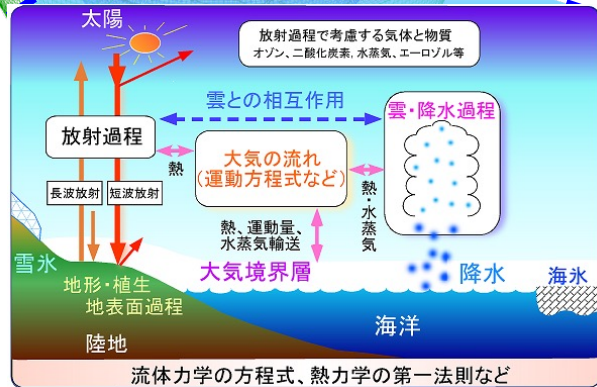 太陽
放射過程で考慮する気体と物質
オゾン、二酸化炭素,水蒸気、エーロゾル等
雲との相互作用
雲・降水過程
放射過程
大気の流れ
(運動方程式など)
熱
熱・水蒸気
長波放射
短波放射
熱、運動量、
水蒸気輸送
雪氷
大気境界層
降水
海氷
地形・植生
地表面過程
海洋
陸地
流体力学の方程式、熱力学の第一法則など